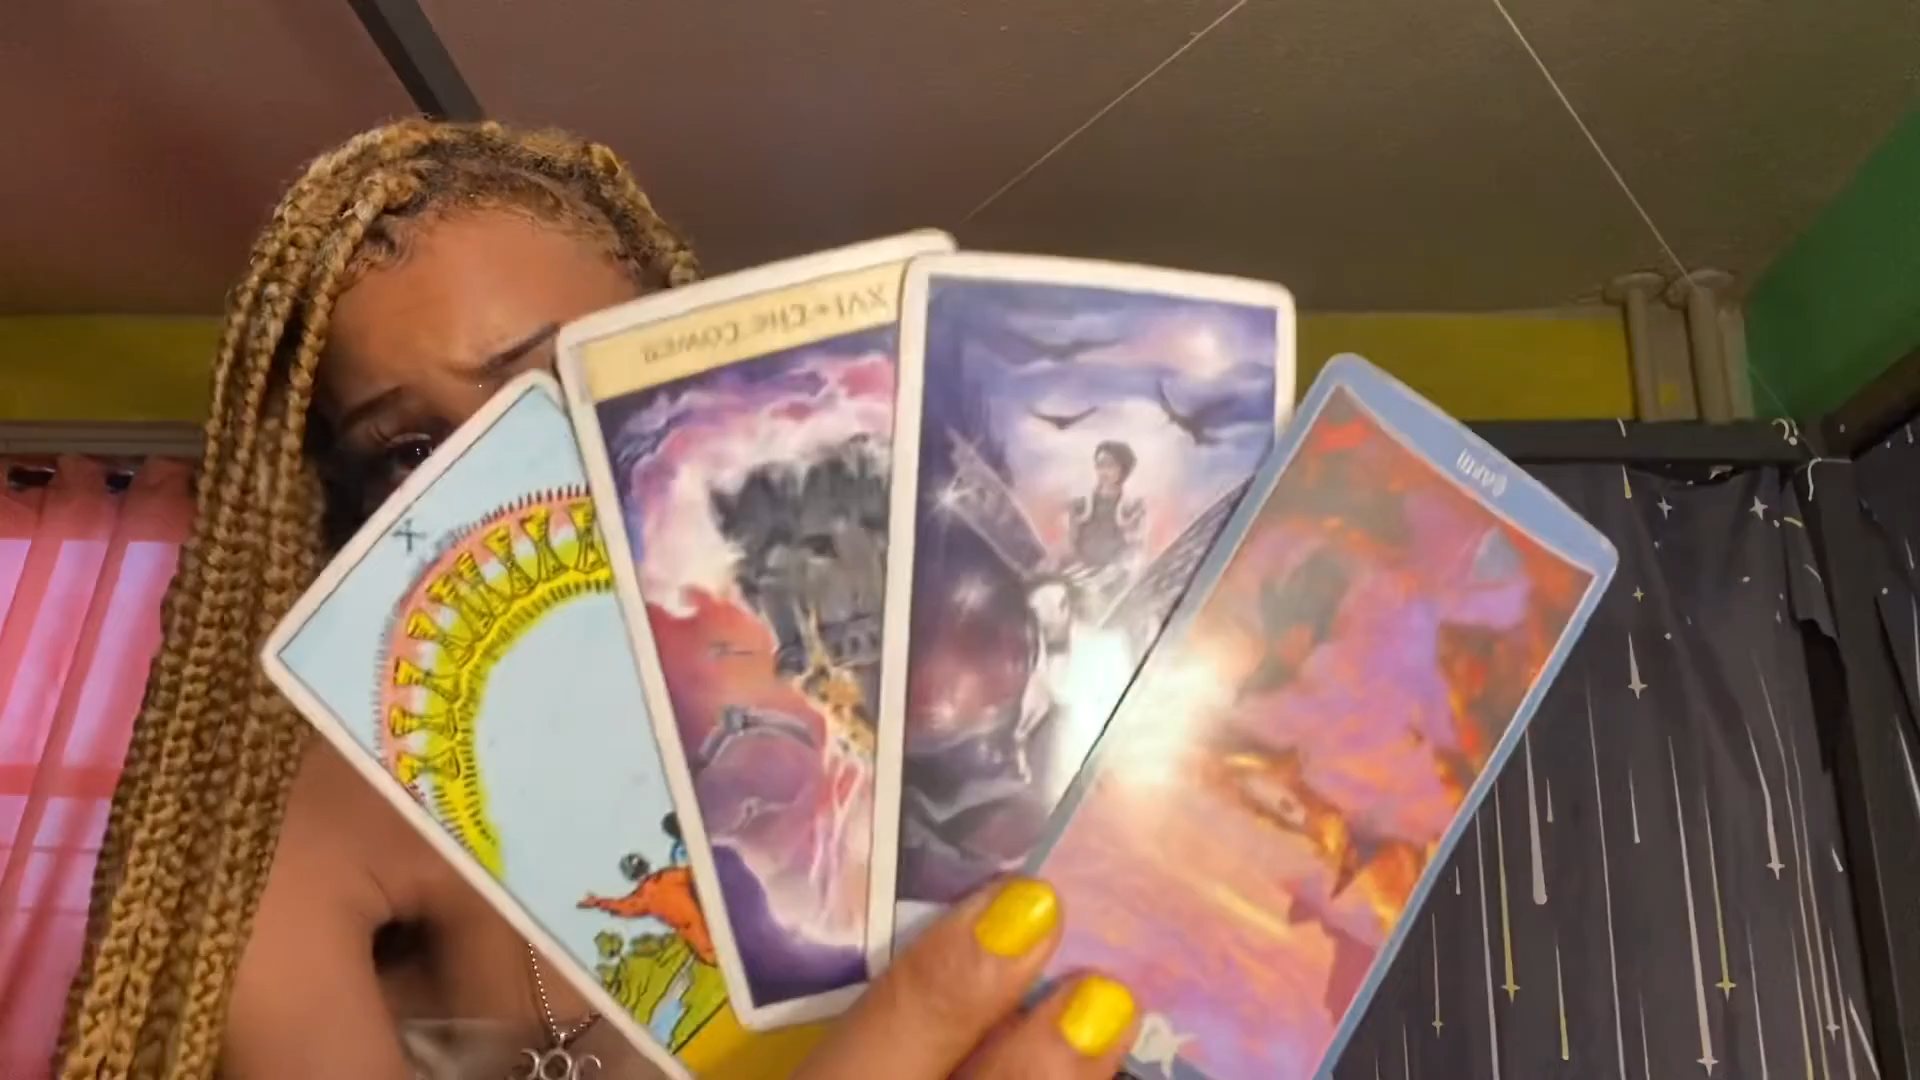 X
XVI • The Tower